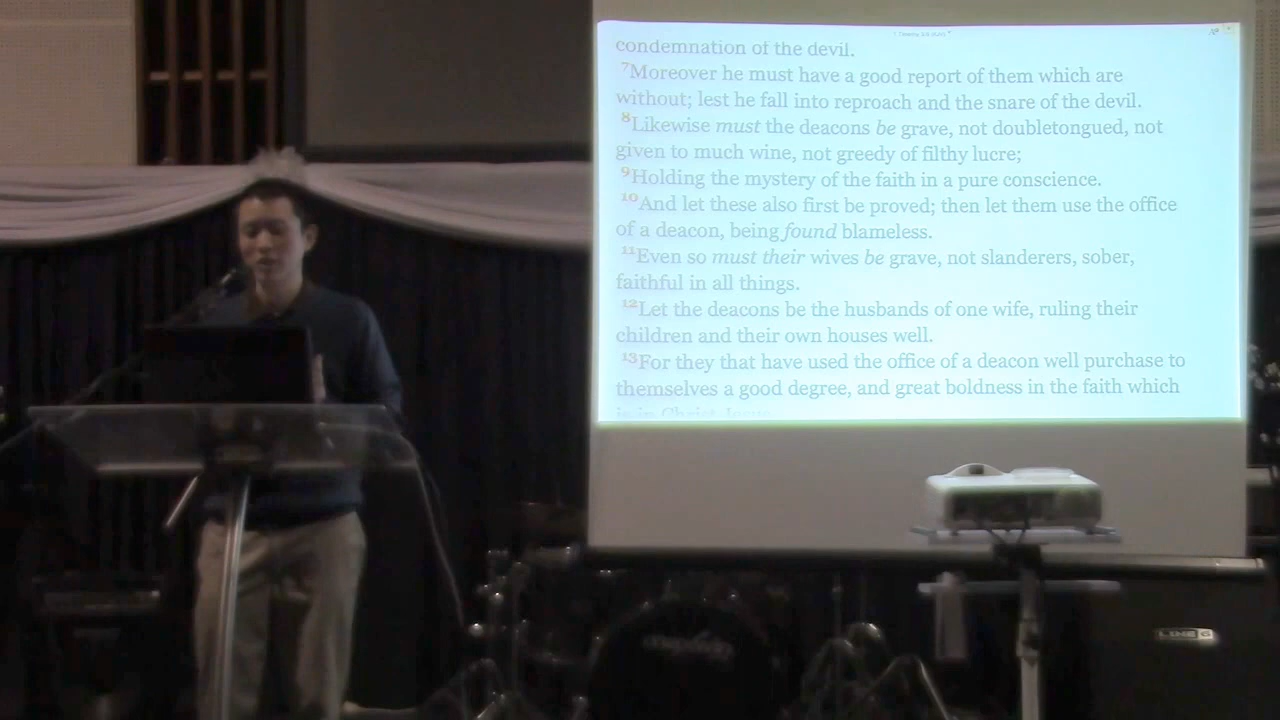 condemnation of the devil.
7Moreover he must have a good report of them which are
without; lest he fall into reproach and the snare of the devil.
8Likewise must the deacons be grave, not doubletongued, not
given to much wine, not greedy of filthy lucre;
9Holding the mystery of the faith in a pure conscience.
10And let these also first be proved; then let them use the office
of a deacon, being found blameless.
11Even so must their wives be grave, not slanderers, sober,
faithful in all things.
12Let the deacons be the husbands of one wife, ruling their
children and their own houses well.
13For they that have used the office of a deacon well purchase to
themselves a good degree, and great boldness in the faith which
is in Christ Jesus
LINE 6